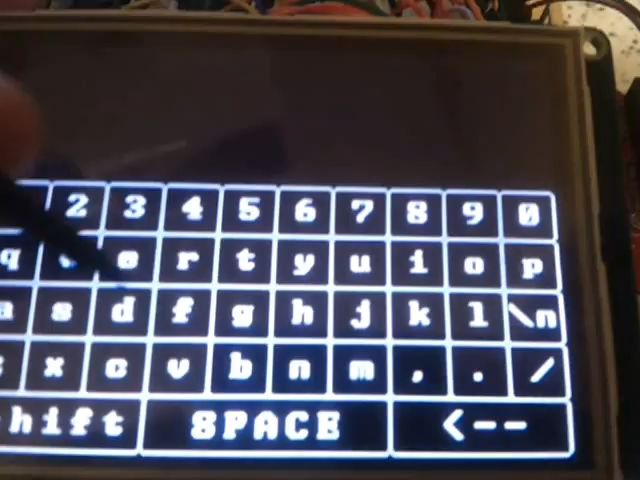 2 3 4 5 6 7 8 9 0
q e r t y u i o p
a s d f g h j k l \n
x c v b n m , . /
hift SPACE <--